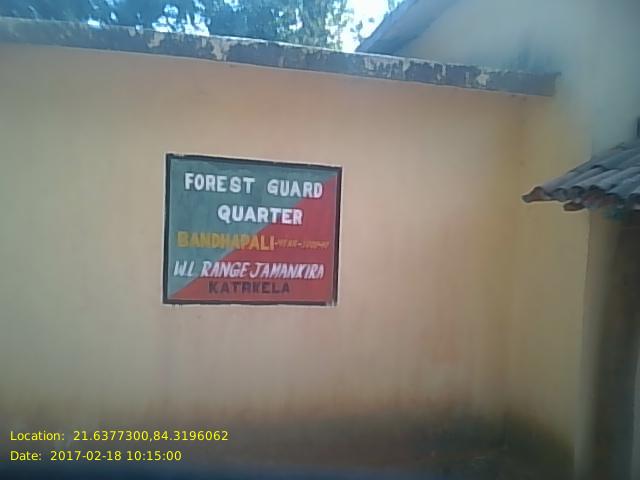 FOREST GUARD
QUARTER
BANDHAPALI
W.L RANGE JAMANKIRA
KATRKELA
Location: 21.6377300,84.3196062
Date: 2017-02-18 10:15:00